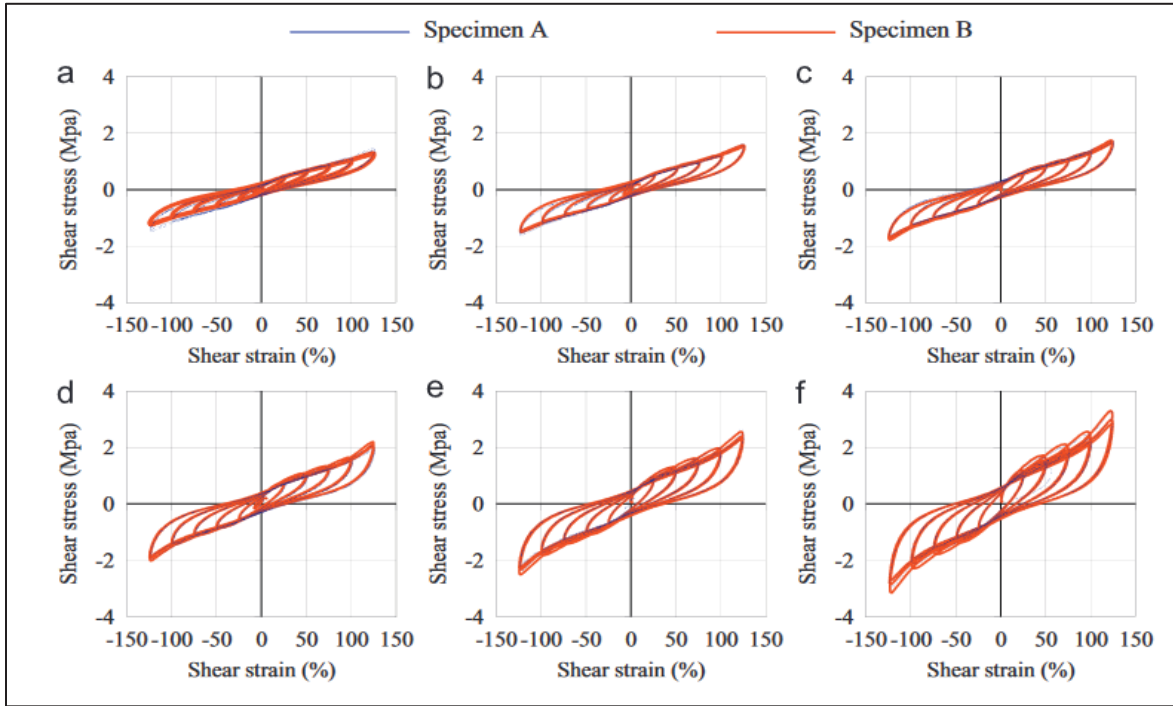 Specimen A Specimen B
a b c
4 4 4
2 2 2
0 0 0
-2 -2 -2
-4 -4 -4
Shear stress (Mpa) Shear stress (Mpa) Shear stress (Mpa)
-150 -100 -50 0 50 100 150 -150 -100 -50 0 50 100 150 -150 -100 -50 0 50 100 150
Shear strain (%) Shear strain (%) Shear strain (%)
d e f
4 4 4
2 2 2
0 0 0
-2 -2 -2
-4 -4 -4
Shear stress (Mpa) Shear stress (Mpa) Shear stress (Mpa)
-150 -100 -50 0 50 100 150 -150 -100 -50 0 50 100 150 -150 -100 -50 0 50 100 150
Shear strain (%) Shear strain (%) Shear strain (%)